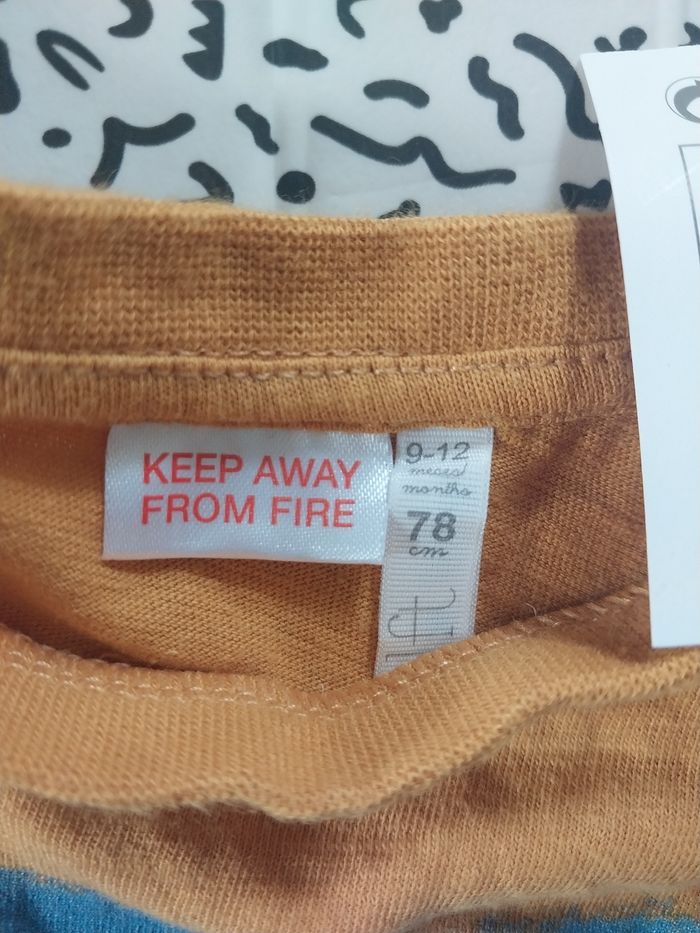 KEEP AWAY
FROM FIRE
9-12
meses/
months
78
cm